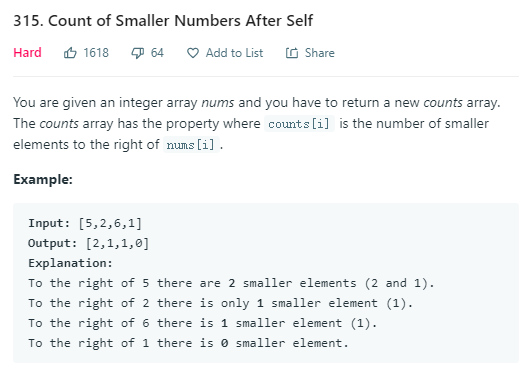 315. Count of Smaller Numbers After Self
Hard 1618 64 Add to List Share
You are given an integer array nums and you have to return a new counts array.
The counts array has the property where counts[i] is the number of smaller
elements to the right of nums[i] .
Example:
Input: [5,2,6,1]
Output: [2,1,1,0]
Explanation:
To the right of 5 there are 2 smaller elements (2 and 1).
To the right of 2 there is only 1 smaller element (1).
To the right of 6 there is 1 smaller element (1).
To the right of 1 there is 0 smaller element.